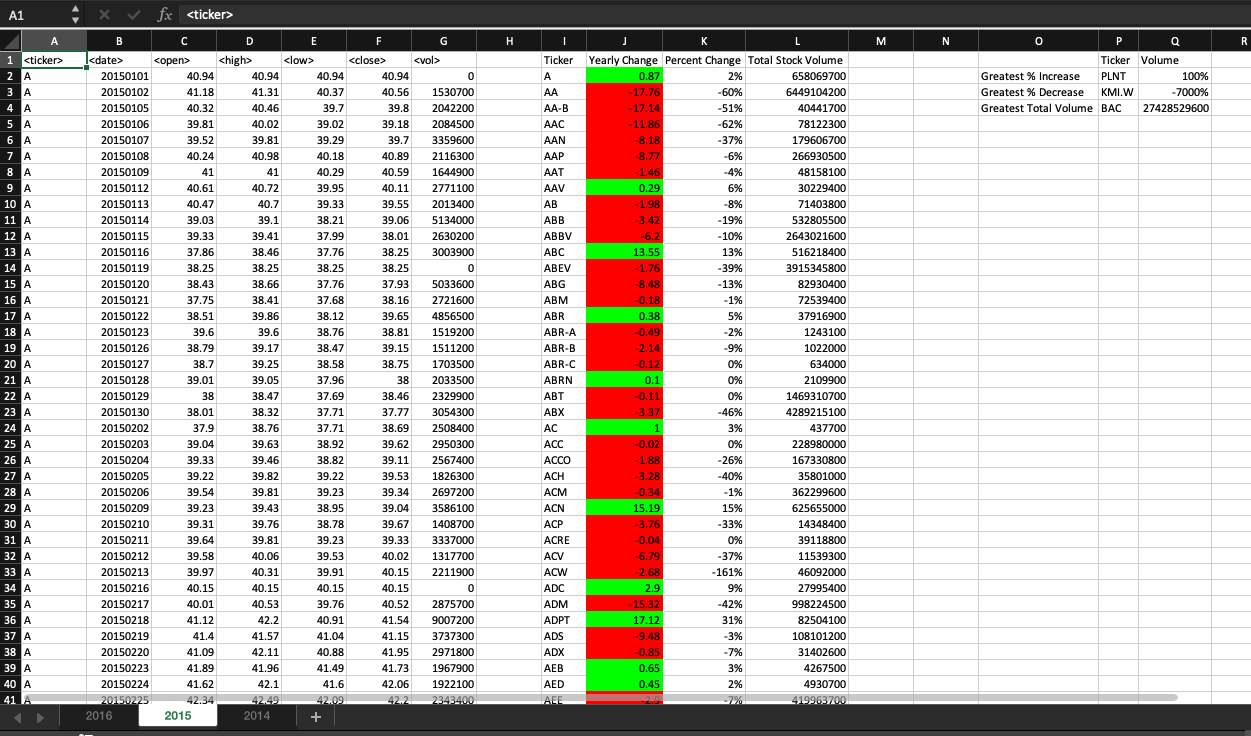 A1 fx <ticker>
A B C D E F G H I J K L M N O P Q R
1 <ticker> <date> <open> <high> <low> <close> <vol> Ticker Yearly Change Percent Change Total Stock Volume Ticker Volume
2 A 20150101 40.94 40.94 40.94 40.94 0 A 0.87 2% 658069700 Greatest % Increase PLNT 100%
3 A 20150102 41.18 41.31 40.37 40.56 1530700 AA -17.76 -60% 6449104200 Greatest % Decrease KMI.W -7000%
4 A 20150105 40.32 40.46 39.7 39.8 2042200 AA-B -17.14 -51% 40441700 Greatest Total Volume BAC 27428529600
5 A 20150106 39.81 40.02 39.02 39.18 2084500 AAC -11.86 -62% 78122300
6 A 20150107 39.52 39.81 39.29 39.7 3359600 AAN -8.18 -37% 179606700
7 A 20150108 40.24 40.98 40.18 40.89 2116300 AAP -8.77 -6% 266930500
8 A 20150109 41 41 40.29 40.59 1644900 AAT -1.46 -4% 48158100
9 A 20150112 40.61 40.72 39.95 40.11 2771100 AAV 0.29 6% 30229400
10 A 20150113 40.47 40.7 39.33 39.55 2013400 AB -1.98 -8% 71403800
11 A 20150114 39.03 39.1 38.21 39.06 5134000 ABB -3.42 -19% 532805500
12 A 20150115 39.33 39.41 37.99 38.01 2630200 ABBV -6.2 -10% 2643021600
13 A 20150116 37.86 38.46 37.76 38.25 3003900 ABC 13.55 13% 516218400
14 A 20150119 38.25 38.25 38.25 38.25 0 ABEV -1.76 -39% 3915345800
15 A 20150120 38.43 38.66 37.76 37.93 5033600 ABG -8.48 -13% 82930400
16 A 20150121 37.75 38.41 37.68 38.16 2721600 ABM -0.18 -1% 72539400
17 A 20150122 38.51 39.86 38.12 39.65 4856500 ABR 0.38 5% 37916900
18 A 20150123 39.6 39.6 38.76 38.81 1519200 ABR-A -0.49 -2% 1243100
19 A 20150126 38.79 39.17 38.47 39.15 1511200 ABR-B -2.14 -9% 1022000
20 A 20150127 38.7 39.25 38.58 38.75 1703500 ABR-C -0.12 0% 634000
21 A 20150128 39.01 39.05 37.96 38 2033500 ABRN 0.1 0% 2109900
22 A 20150129 38 38.47 37.69 38.46 2329900 ABT -0.11 0% 1469310700
23 A 20150130 38.01 38.32 37.71 37.77 3054300 ABX -3.37 -46% 4289215100
24 A 20150202 37.9 38.76 37.71 38.69 2508400 AC 1 3% 437700
25 A 20150203 39.04 39.63 38.92 39.62 2950300 ACC -0.02 0% 228980000
26 A 20150204 39.33 39.46 38.82 39.11 2567400 ACCO -1.88 -26% 167330800
27 A 20150205 39.22 39.82 39.22 39.53 1826300 ACH -3.28 -40% 35801000
28 A 20150206 39.54 39.81 39.23 39.34 2697200 ACM -0.34 -1% 362299600
29 A 20150209 39.23 39.43 38.95 39.04 3586100 ACN 15.19 15% 625655000
30 A 20150210 39.31 39.76 38.78 39.67 1408700 ACP -3.76 -33% 14348400
31 A 20150211 39.64 39.81 39.23 39.33 3337000 ACRE -0.04 0% 39118800
32 A 20150212 39.58 40.06 39.53 40.02 1317700 ACV -6.79 -37% 11539300
33 A 20150213 39.97 40.31 39.91 40.15 2211900 ACW -2.68 -161% 46092000
34 A 20150216 40.15 40.15 40.15 40.15 0 ADC 2.9 9% 27995400
35 A 20150217 40.01 40.53 39.76 40.52 2875700 ADM -15.32 -42% 998224500
36 A 20150218 41.12 42.2 40.91 41.54 9007200 ADPT 17.12 31% 82504100
37 A 20150219 41.4 41.57 41.04 41.15 3737300 ADS -9.48 -3% 108101200
38 A 20150220 41.09 42.11 40.88 41.95 2971800 ADX -0.85 -7% 31402600
39 A 20150223 41.89 41.96 41.49 41.73 1967900 AEB 0.65 3% 4267500
40 A 20150224 41.62 42.1 41.6 42.06 1922100 AED 0.45 2% 4930700
41 A 20150225 42.34 42.49 42.09 42.2 2343400 AEE -2.9 -7% 419963700
2016 2015 2014 +